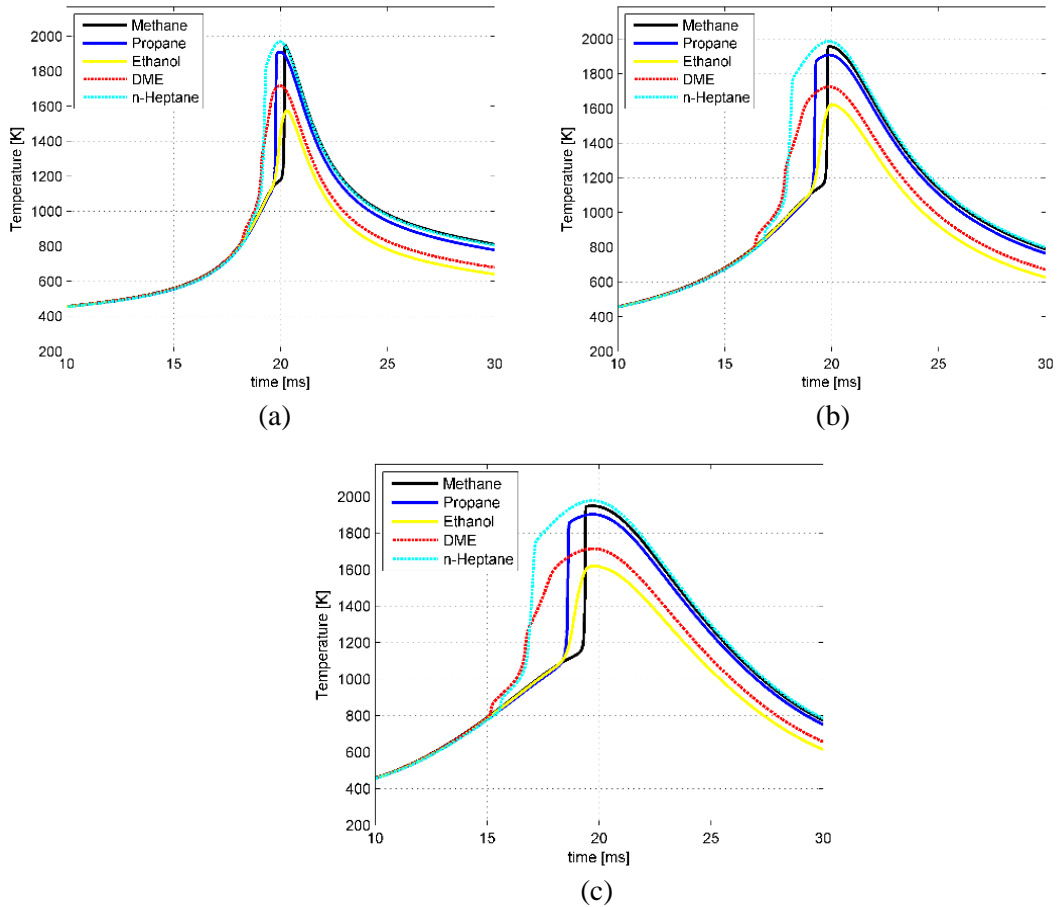 Methane
Propane
Ethanol
DME
n-Heptane
Temperature [K]
2000
1800
1600
1400
1200
1000
800
600
400
200
10
15
20
25
30
time [ms]
(a)
Methane
Propane
Ethanol
DME
n-Heptane
Temperature [K]
2000
1800
1600
1400
1200
1000
800
600
400
200
10
15
20
25
30
time [ms]
(b)
Methane
Propane
Ethanol
DME
n-Heptane
Temperature [K]
2000
1800
1600
1400
1200
1000
800
600
400
200
10
15
20
25
30
time [ms]
(c)